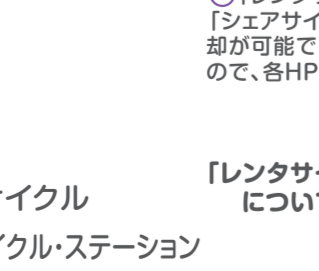 「シェアサイ
却が可能で
ので、各HP
「レンタサイ
につい
イクル
イクル・ステーション